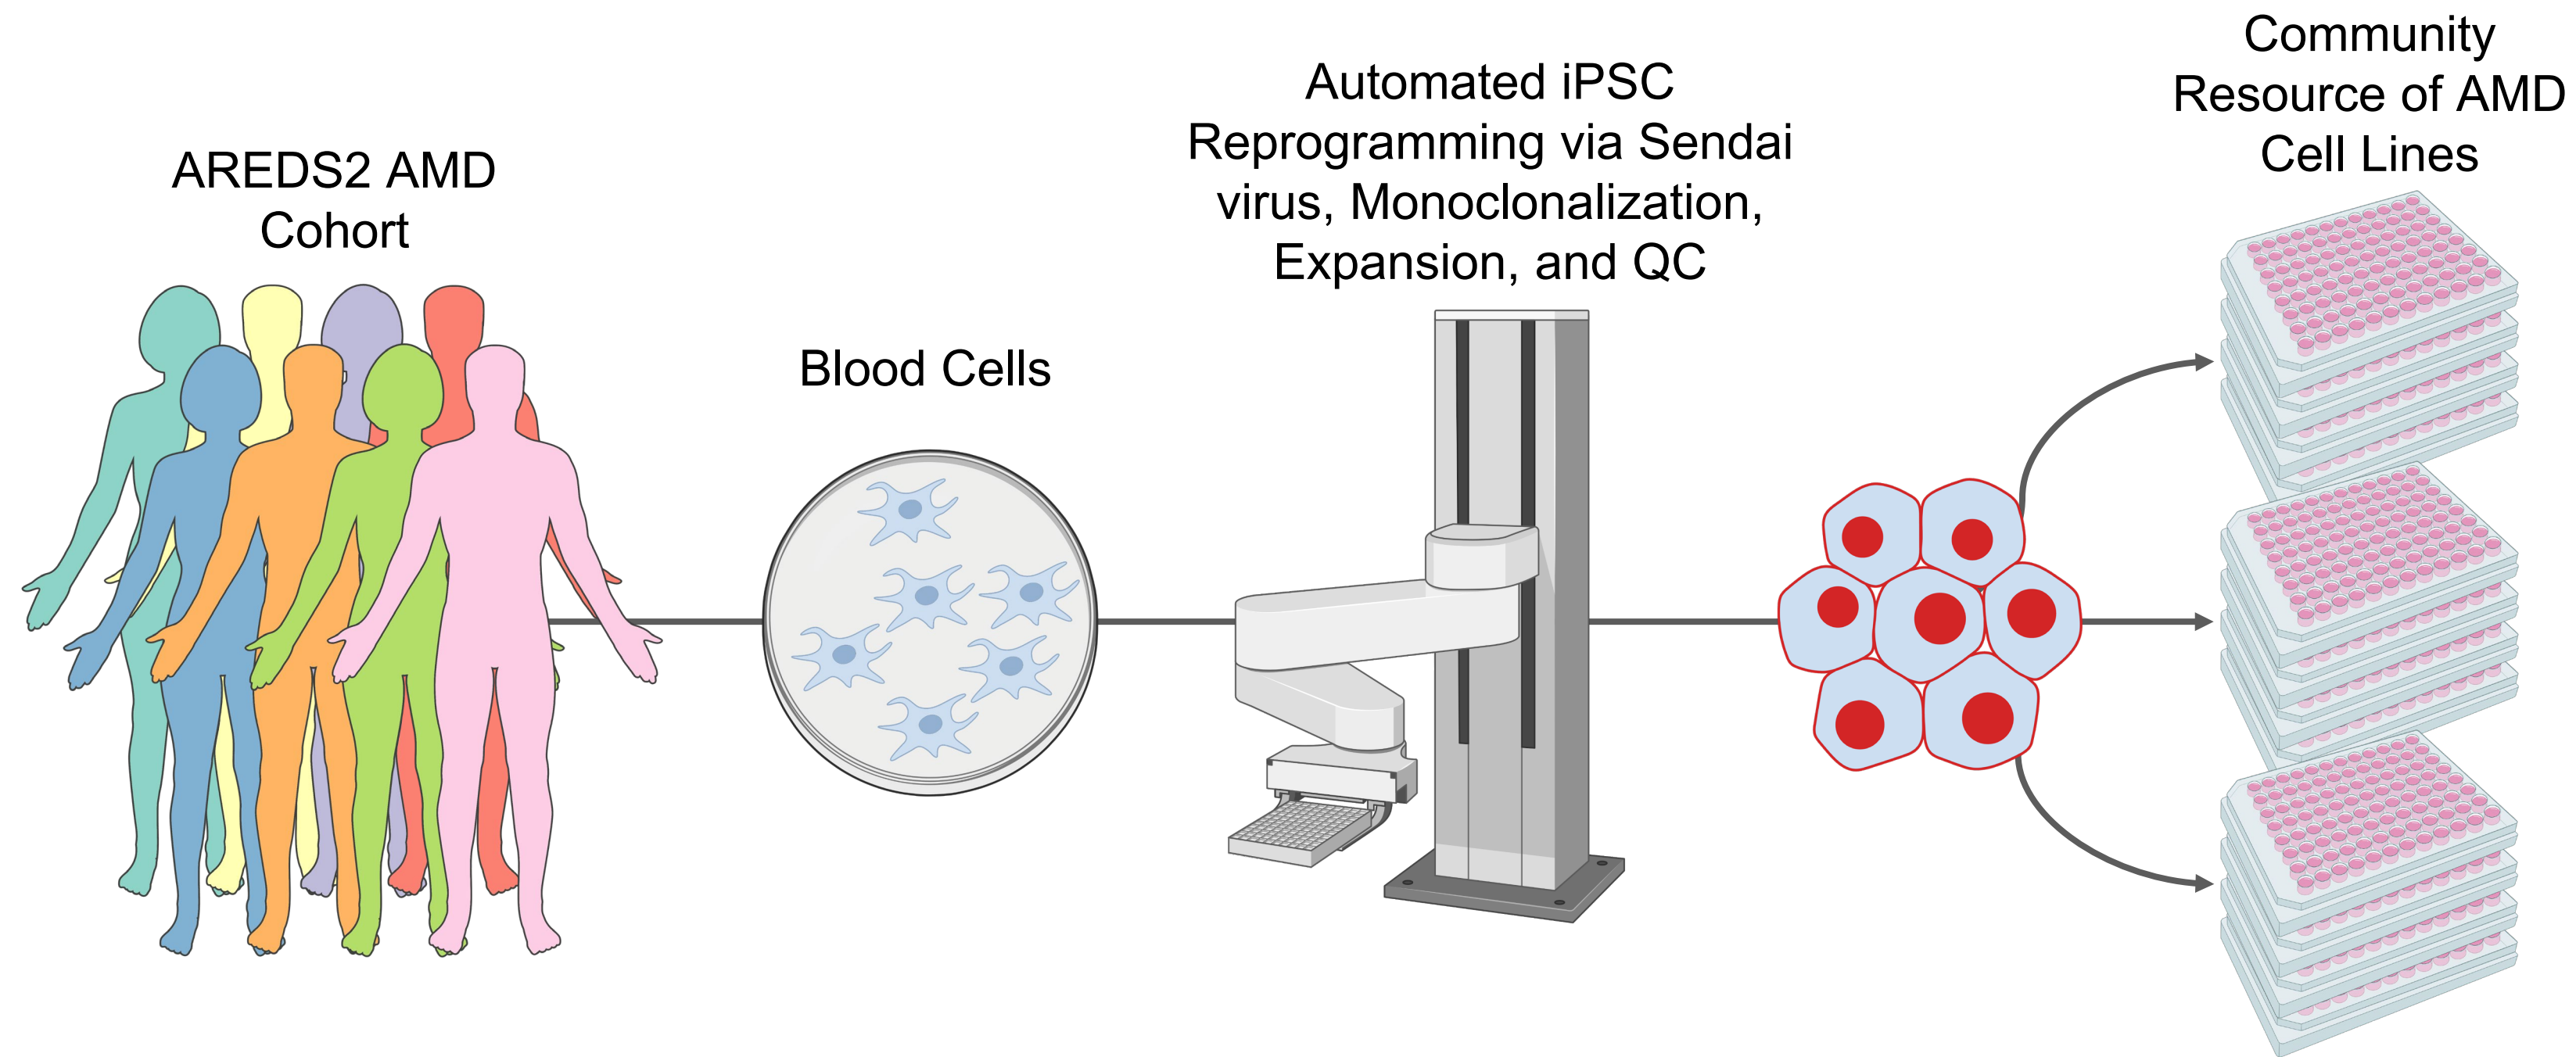 AREDS2 AMD
Cohort
Blood Cells
Automated iPSC
Reprogramming via Sendai
virus, Monoclonalization,
Expansion, and QC
Community
Resource of AMD
Cell Lines